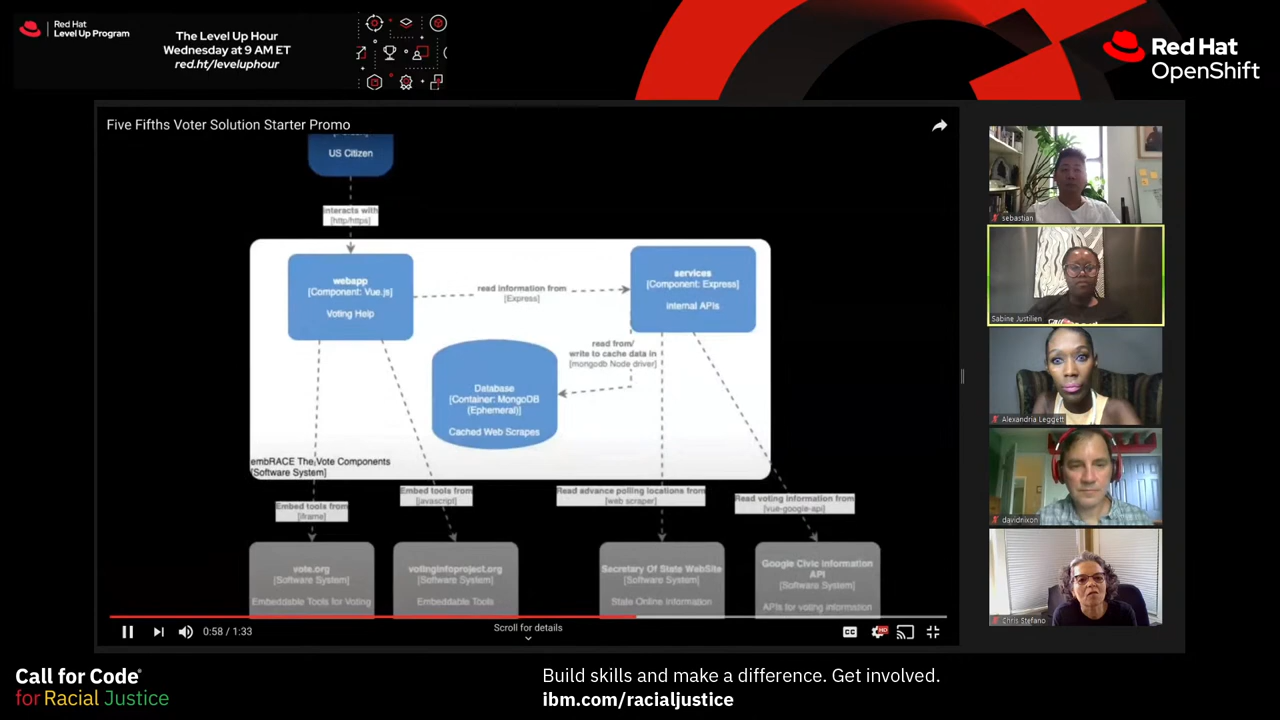 Red Hat
Level Up Program
The Level Up Hour
Wednesday at 9 AM ET
red.ht/leveluphour
Red Hat
OpenShift
Five Fifths Voter Solution Starter Promo
US Citizen
interacts with
[http/https]
webapp
[Component: Vue.js]
Voting Help
read information from
[Express]
services
[Component: Express]
internal APIs
read from/
write to cache data in
[mongodb Node driver]
Database
[Container: MongoDB
(Ephemeral)]
Cached Web Scrapes
embRACE The Vote Components
[Software System]
Embed tools from
[iframe]
Embed tools from
[javascript]
Read advance polling locations from
[web scraper]
Read voting information from
[vue-google-api]
vote.org
[Software System]
Embeddable Tools for Voting
votinginfoproject.org
[Software System]
Embeddable Tools
Secretary Of State WebSite
[Software System]
State Online Information
Google Civic Information
API
[Software System]
APIs for voting information
0:58 / 1:33
Scroll for details
CC
HD
sebastian
Sabine Justilien
Alexandria Leggett
davidnixon
Chris Stefano
Call for Code®
for Racial Justice
Build skills and make a difference. Get involved.
ibm.com/racialjustice